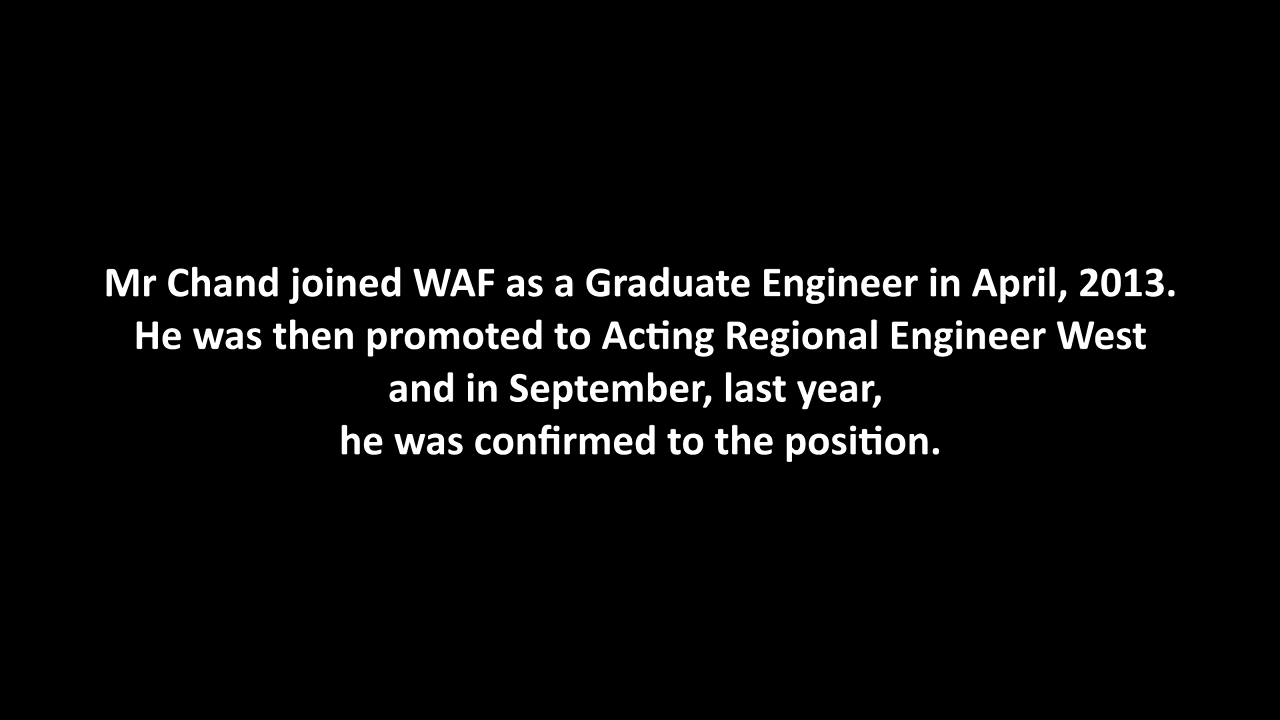 Mr Chand joined WAF as a Graduate Engineer in April, 2013.
He was then promoted to Acting Regional Engineer West
and in September, last year,
he was confirmed to the position.